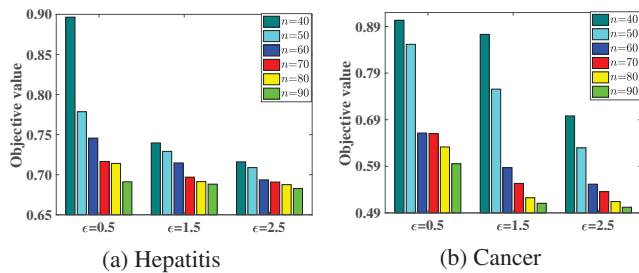 0.90
0.85
0.80
0.75
0.70
0.65
Objective value
n=40
n=50
n=60
n=70
n=80
n=90
ϵ=0.5 ϵ=1.5 ϵ=2.5
(a) Hepatitis
0.89
0.79
0.69
0.59
0.49
Objective value
n=40
n=50
n=60
n=70
n=80
n=90
ϵ=0.5 ϵ=1.5 ϵ=2.5
(b) Cancer